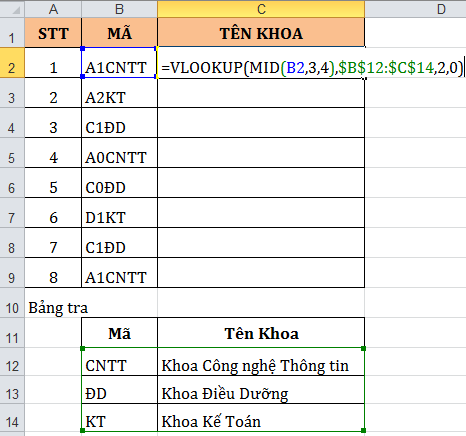 A B C D
1 STT MÃ TÊN KHOA
2 1 A1CNTT =VLOOKUP(MID(B2,3,4),$B$12:$C$14,2,0)
3 2 A2KT
4 3 C1ĐD
5 4 A0CNTT
6 5 C0ĐD
7 6 D1KT
8 7 C1ĐD
9 8 A1CNTT
10 Bảng tra
11 Mã Tên Khoa
12 CNTT Khoa Công nghệ Thông tin
13 ĐD Khoa Điều Dưỡng
14 KT Khoa Kế Toán